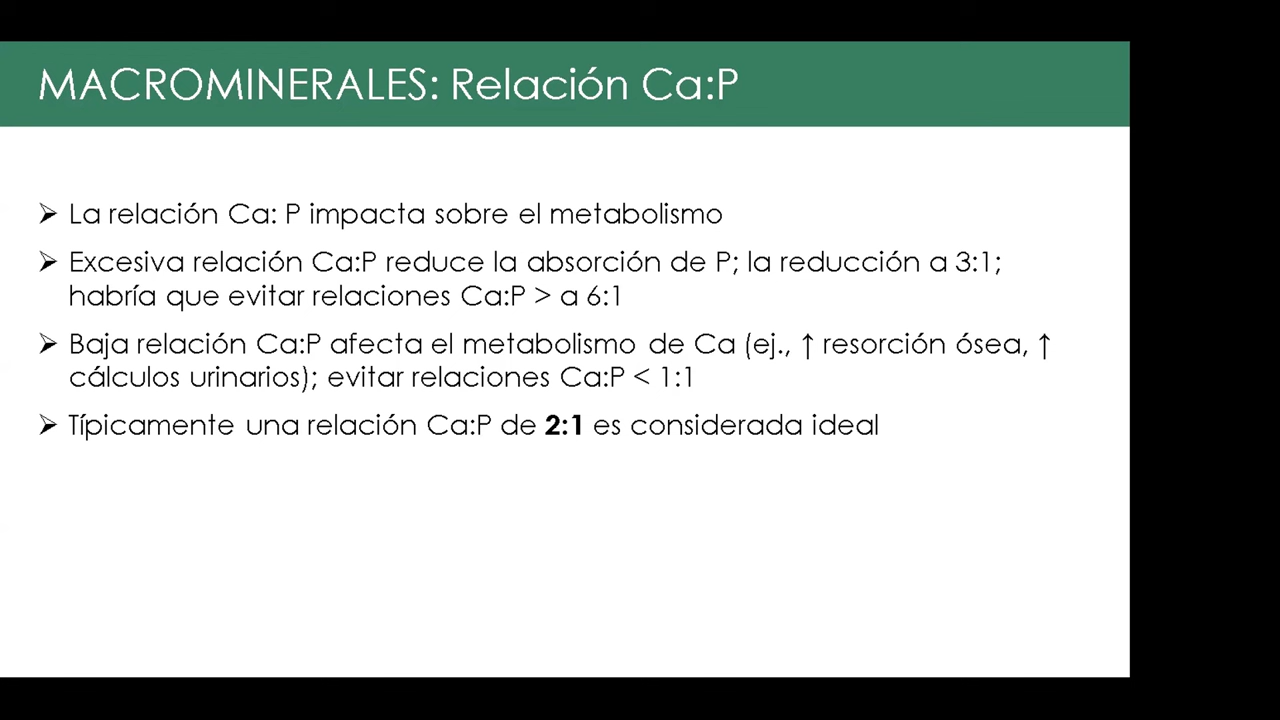 MACROMINERALES: Relación Ca:P
➢ La relación Ca: P impacta sobre el metabolismo
➢ Excesiva relación Ca:P reduce la absorción de P; la reducción a 3:1;
habría que evitar relaciones Ca:P > a 6:1
➢ Baja relación Ca:P afecta el metabolismo de Ca (ej., ↑ resorción ósea, ↑
cálculos urinarios); evitar relaciones Ca:P < 1:1
➢ Típicamente una relación Ca:P de 2:1 es considerada ideal